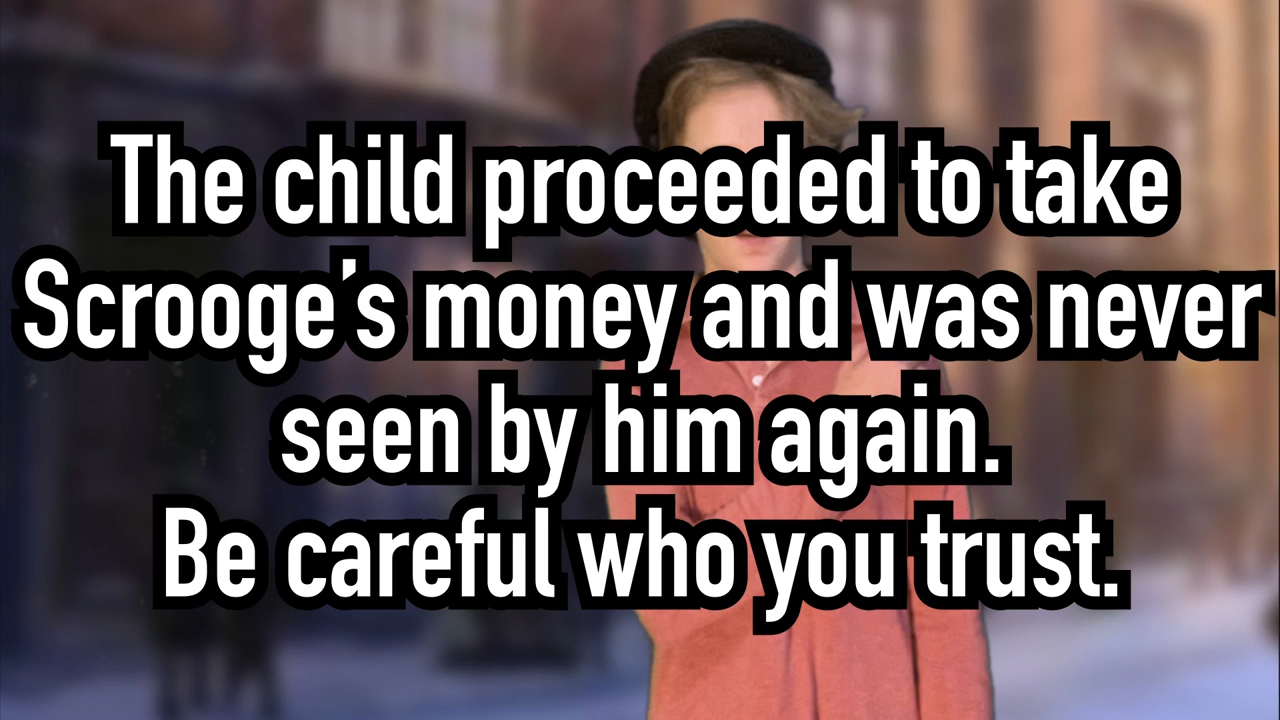 The child proceeded to take
Scrooge’s money and was never
seen by him again.
Be careful who you trust.